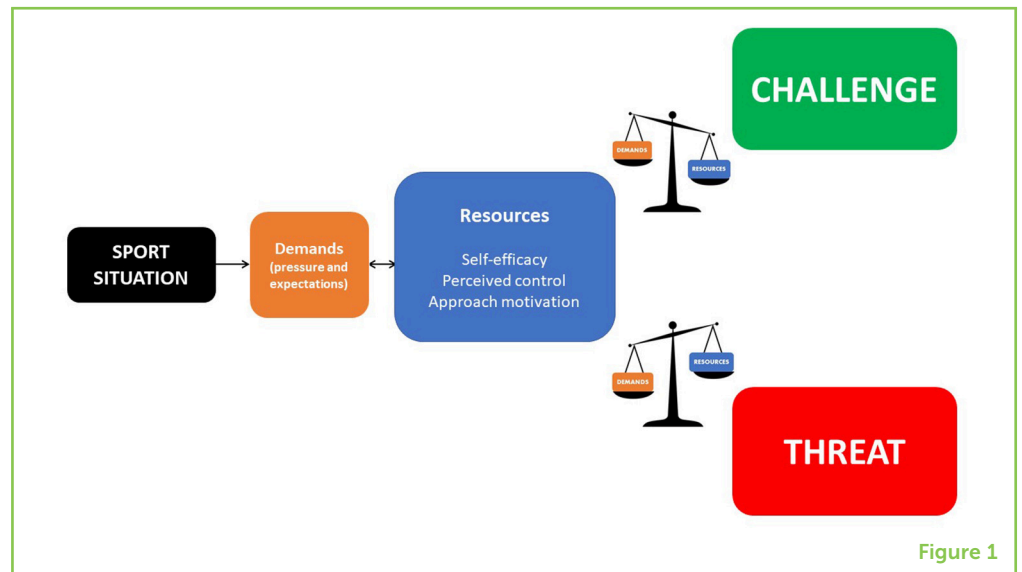 SPORT
SITUATION
Demands
(pressure and
expectations)
Resources
Self-efficacy
Perceived control
Approach motivation
DEMANDS
RESOURCES
CHALLENGE
DEMANDS
RESOURCES
THREAT
Figure 1